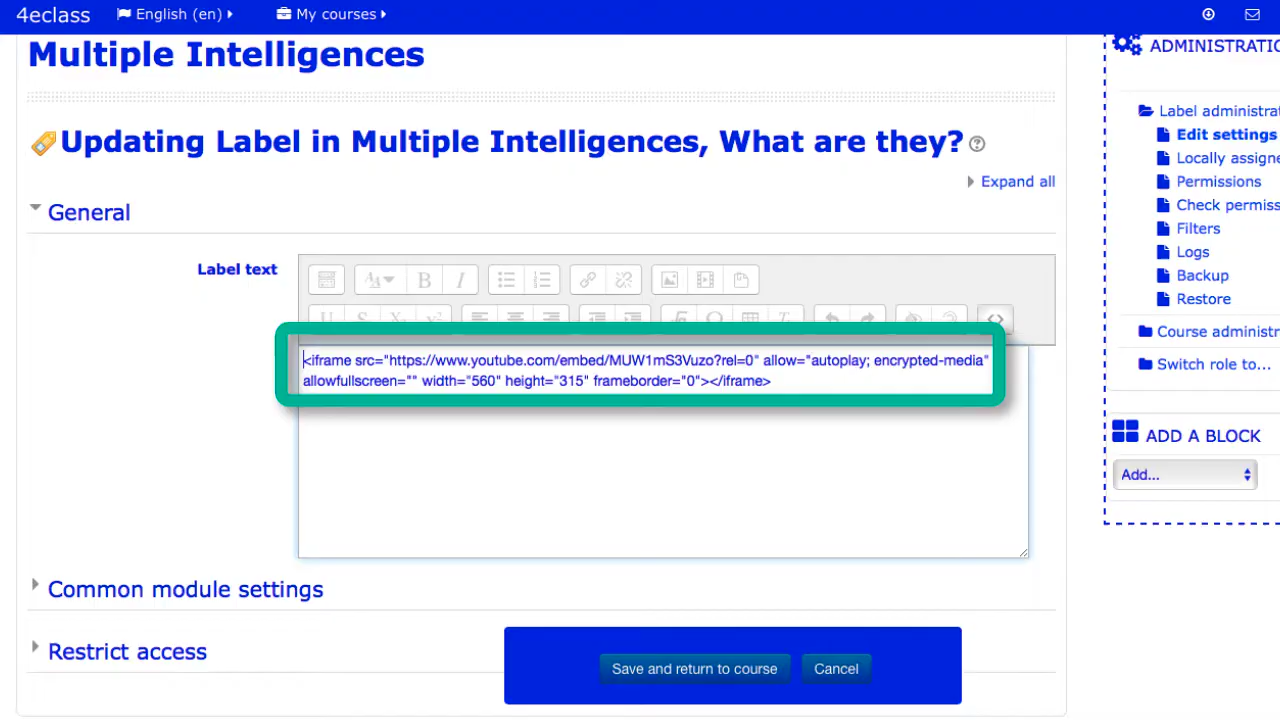 4eclass English (en) My courses
Multiple Intelligences
Updating Label in Multiple Intelligences, What are they?
Expand all
General
Label text
B I
<iframe src="https://www.youtube.com/embed/MUW1mS3Vuzo?rel=0" allow="autoplay; encrypted-media"
allowfullscreen="" width="560" height="315" frameborder="0"></iframe>
Common module settings
Restrict access
Save and return to course Cancel
ADMINISTRATIO
Label administrat
Edit settings
Locally assigne
Permissions
Check permiss
Filters
Logs
Backup
Restore
Course administr
Switch role to...
ADD A BLOCK
Add...